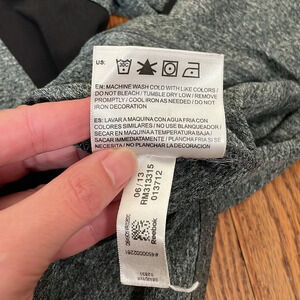 US:
EN: MACHINE WASH COLD WITH LIKE COLORS /
DO NOT BLEACH / TUMBLE DRY LOW / REMOVE
PROMPTLY / COOL IRON AS NEEDED / DO NOT
IRON DECORATION
ES: LAVAR A MAQUINA CON AGUA FRIA CON
COLORES SIMILARES / NO USE BLANQUEADOR /
SECAR EN MAQUINA A TEMPERATURA BAJA /
SACAR IMMEDIATAMENTE / PLANCHA FRIA SI E
NECESITA / NO PLANCHAR LA DECORACION
06 / 13
RM313315
013712
Reebok